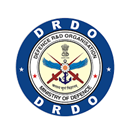 DRDO
DEFENCE R&D ORGANISATION
MINISTRY OF DEFENCE
DRDO